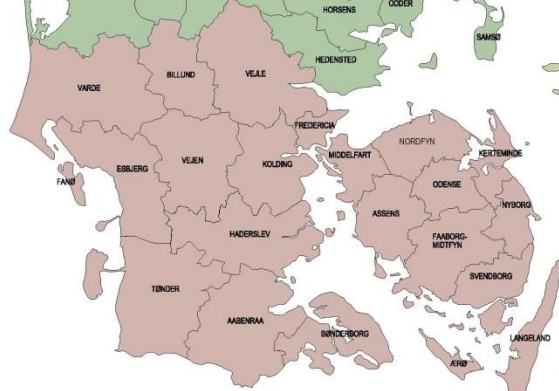 HORSENS
ODDER
SAMSØ
HEDENSTED
VARDE
BILLUND
VEJLE
FREDERICIA
NORDFYN
KERTEMINDE
FANØ
ESBJERG
VEJEN
KOLDING
MIDDELFART
ODENSE
NYBORG
ASSENS
HADERSLEV
FAABORG-
MIDTFYN
SVENDBORG
TØNDER
AABENRAA
SØNDERBORG
LANGELAND
ÆRØ